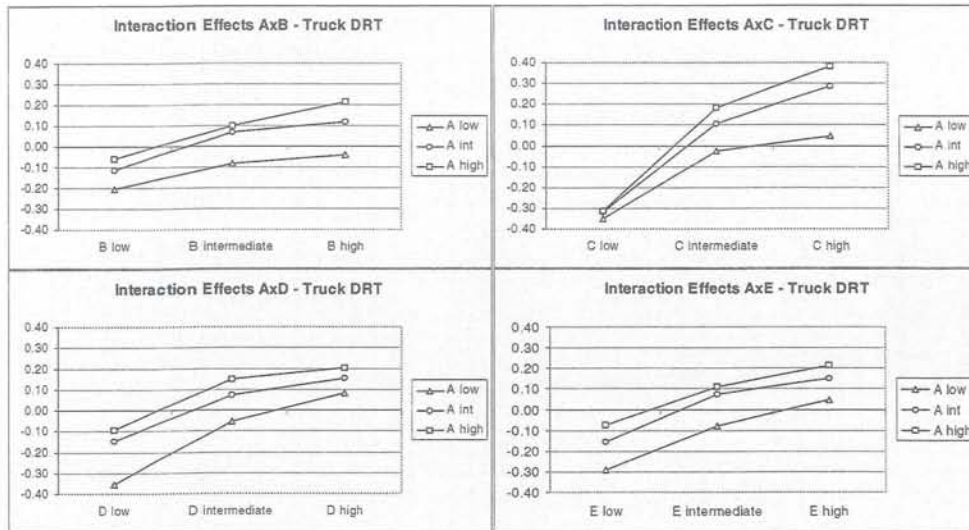 Interaction Effects AxB - Truck DRT
0.40
0.30
0.20
0.10
0.00
-0.10
-0.20
-0.30
-0.40
B low
B intermediate
B high
A low
A int
A high
Interaction Effects AxC - Truck DRT
0.40
0.30
0.20
0.10
0.00
-0.10
-0.20
-0.30
-0.40
C low
C intermediate
C high
A low
A int
A high
Interaction Effects AxD - Truck DRT
0.40
0.30
0.20
0.10
0.00
-0.10
-0.20
-0.30
-0.40
D low
D intermediate
D high
A low
A int
A high
Interaction Effects AxE - Truck DRT
0.40
0.30
0.20
0.10
0.00
-0.10
-0.20
-0.30
-0.40
E low
E intermediate
E high
A low
A int
A high